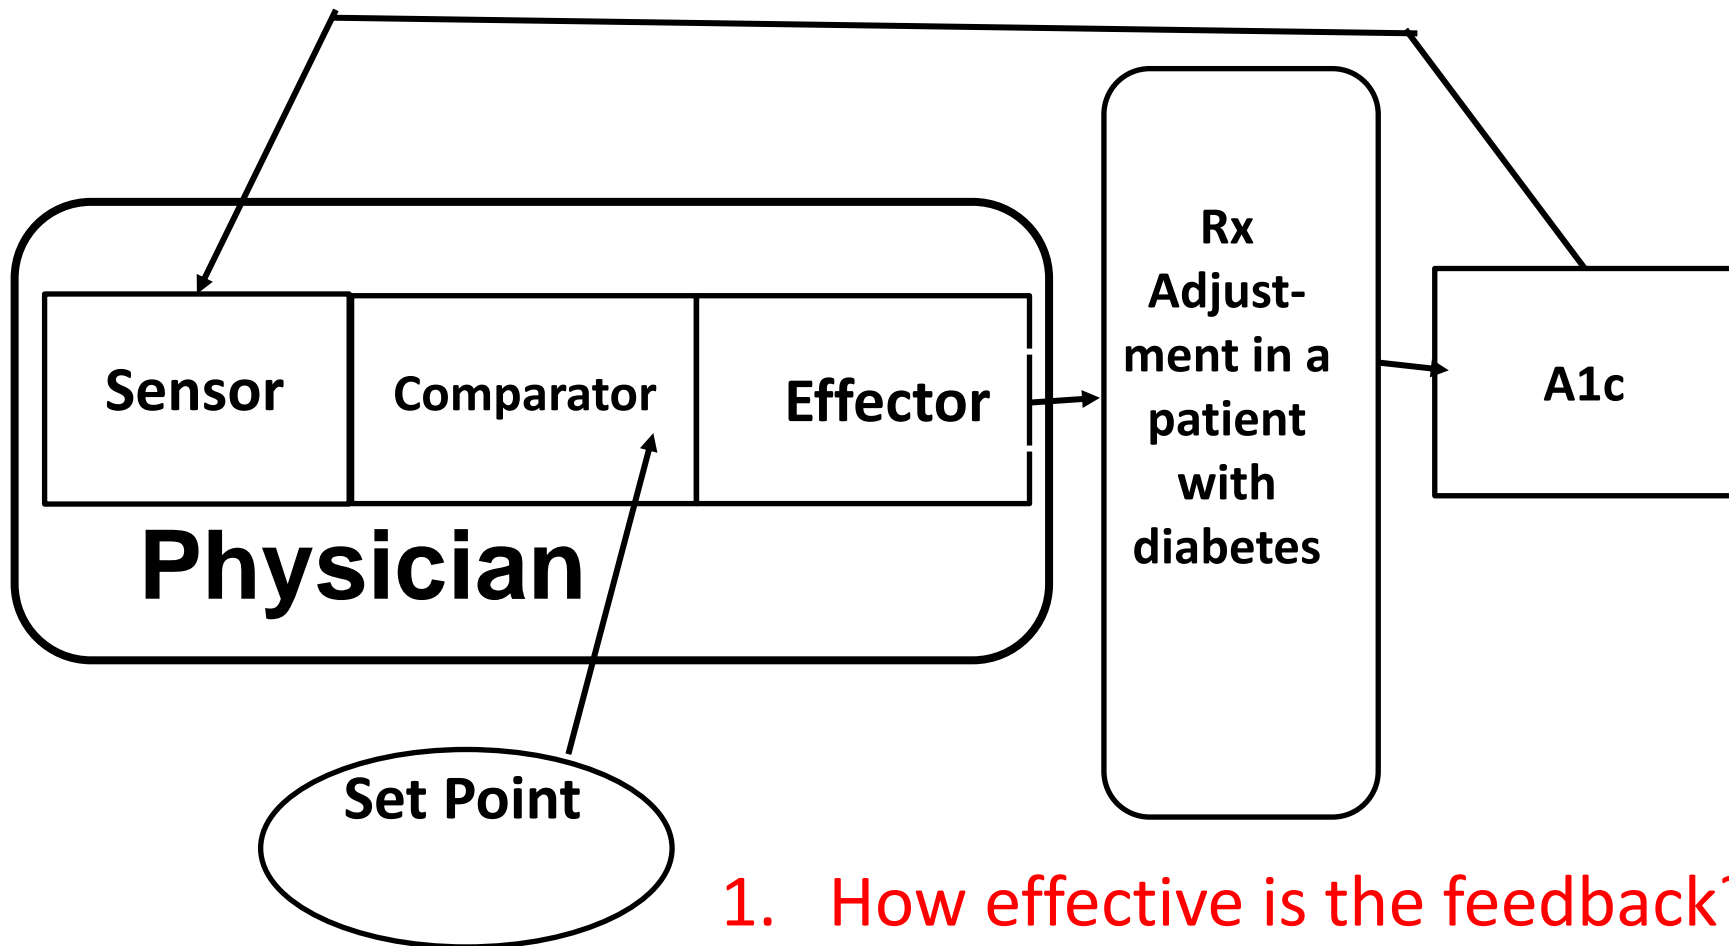 Sensor
Comparator
Effector
Physician
Set Point
Rx
Adjust-
ment in a
patient
with
diabetes
A1c
1. How effective is the feedback?